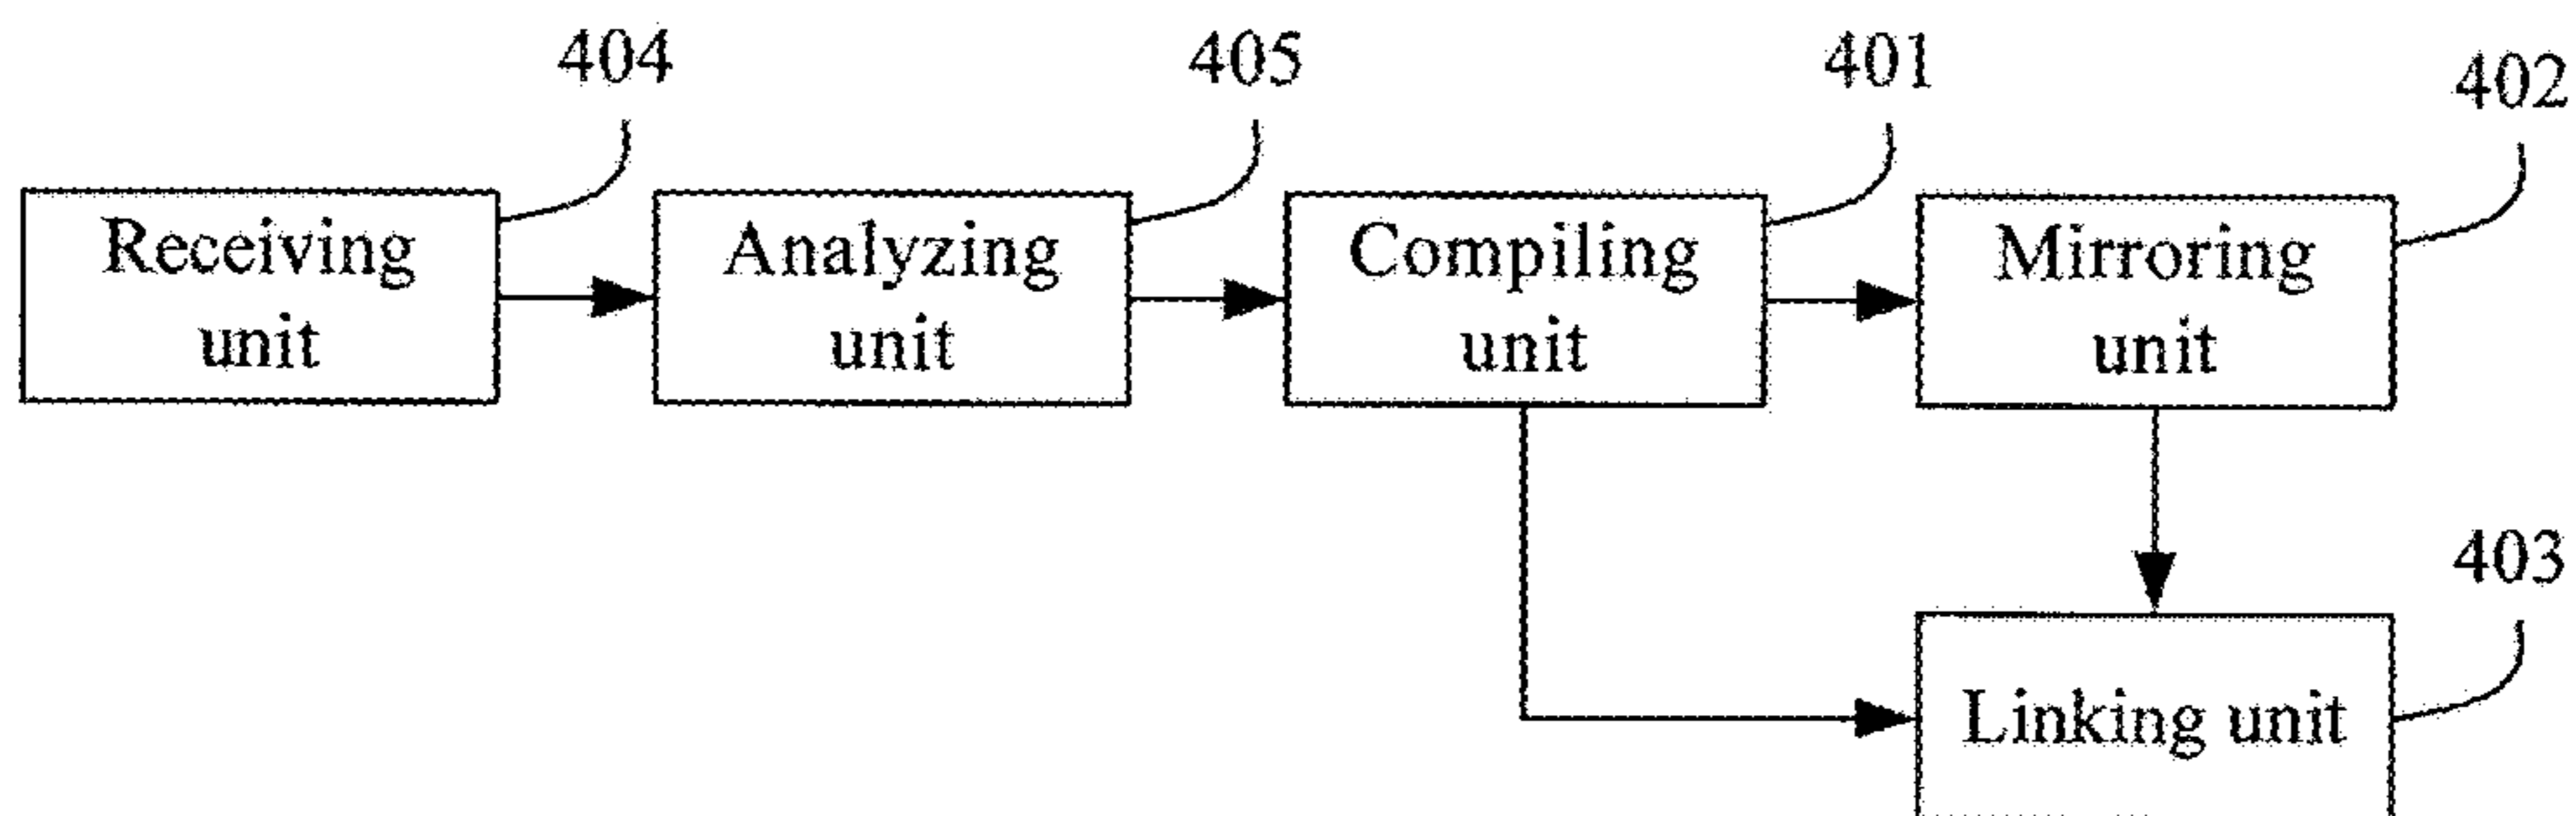 404
405
401
402
Receiving
unit
Analyzing
unit
Compiling
unit
Mirroring
unit
403
Linking unit